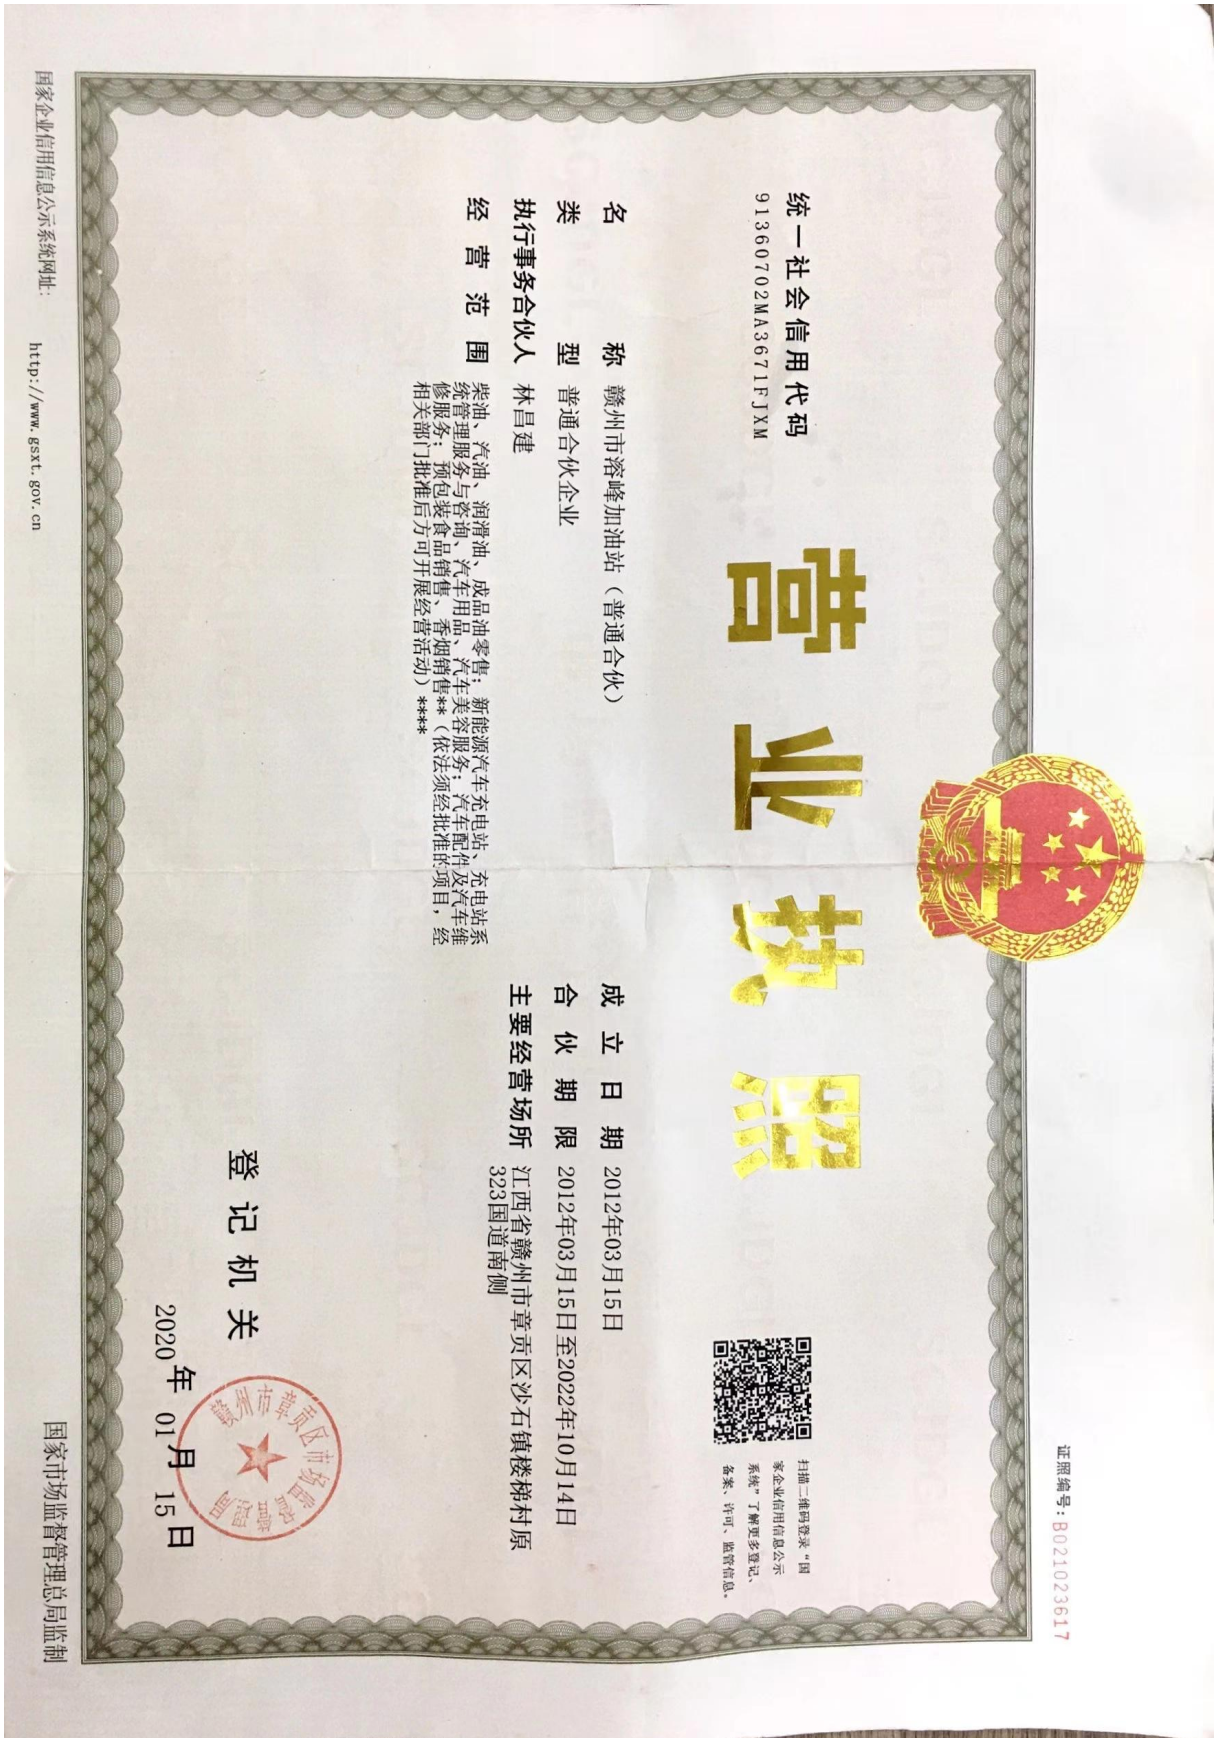 证照编号：B021023617
统一社会信用代码
91360702MA3671FJXM
营业执照
扫描二维码登录“国
家企业信用信息公示
系统”了解更多登记、
备案、许可、监管信息。
名称 赣州市溶峰加油站（普通合伙）
类型 普通合伙企业
执行事务合伙人 林昌建
经营范围 柴油、汽油、润滑油、成品油零售；新能源汽车充电站、充电站系
统管理服务与咨询、汽车用品、汽车美容服务；汽车配件及汽车维
修服务；预包装食品销售、香烟销售**（依法须经批准的项目，经
相关部门批准后方可开展经营活动）****
成立日期 2012年03月15日
合伙期限 2012年03月15日至2022年10月14日
主要经营场所 江西省赣州市章贡区沙石镇楼梯村原
323国道南侧
登记机关
赣州市章贡区市场监督管理局
2020年01月15日
国家企业信用信息公示系统网址： http://www.gsxt.gov.cn
国家市场监督管理总局监制